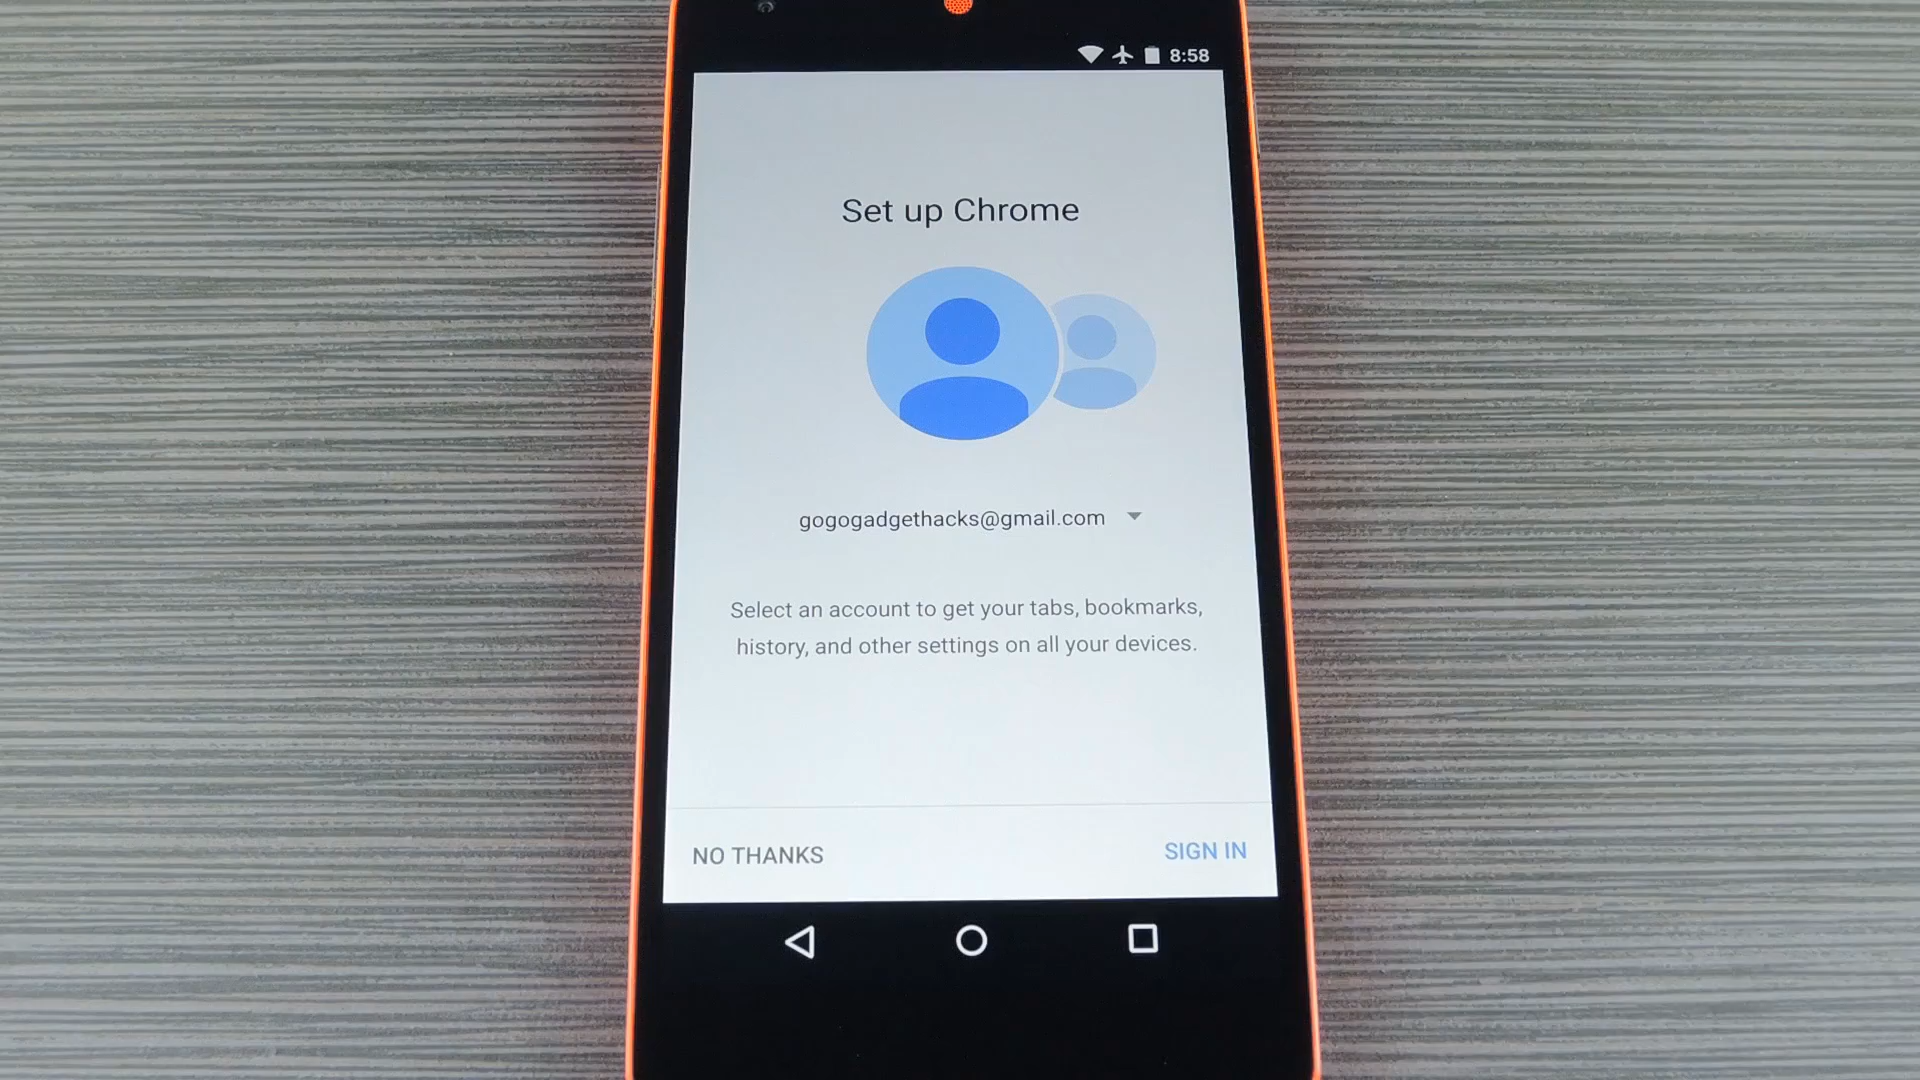 8:58
Set up Chrome
gogogadgethacks@gmail.com
Select an account to get your tabs, bookmarks,
history, and other settings on all your devices.
NO THANKS SIGN IN